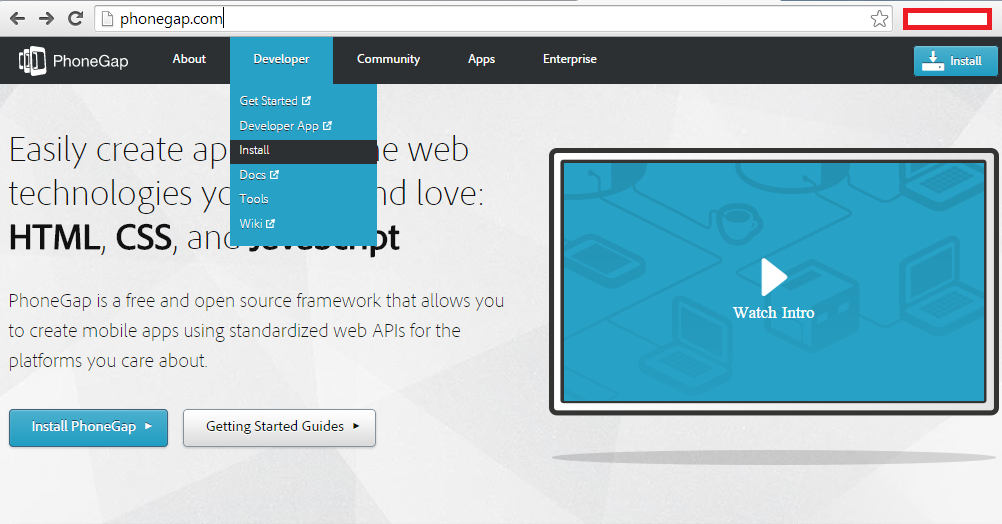 phonegap.com
PhoneGap
About
Developer
Community
Apps
Enterprise
Install
Get Started
Developer App
Install
Docs
Tools
Wiki
Easily create ap e web
technologies yo nd love:
HTML, CSS, and JavaScript
PhoneGap is a free and open source framework that allows you
to create mobile apps using standardized web APIs for the
platforms you care about.
Install PhoneGap
Getting Started Guides
Watch Intro